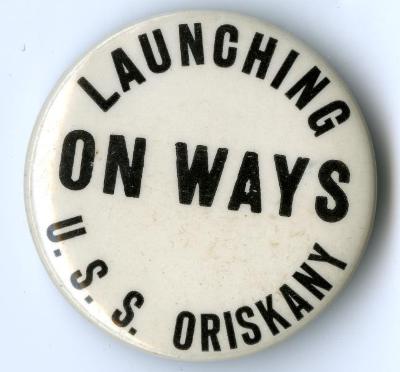 LAUNCHING
ON WAYS
U.S.S. ORISKANY